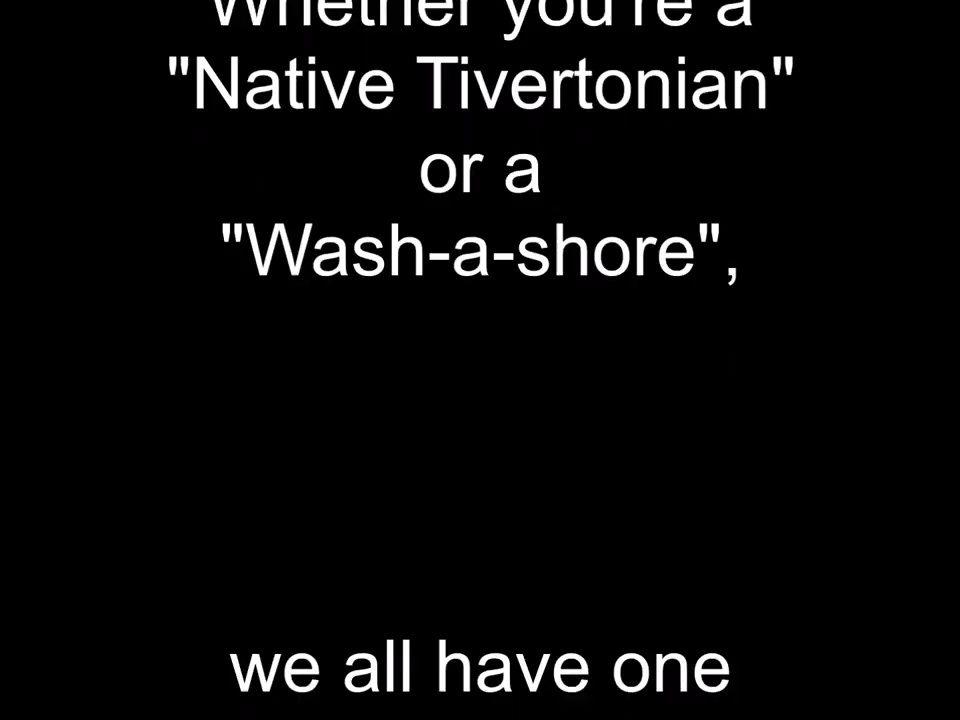 Whether you're a
"Native Tivertonian"
or a
"Wash-a-shore",
we all have one